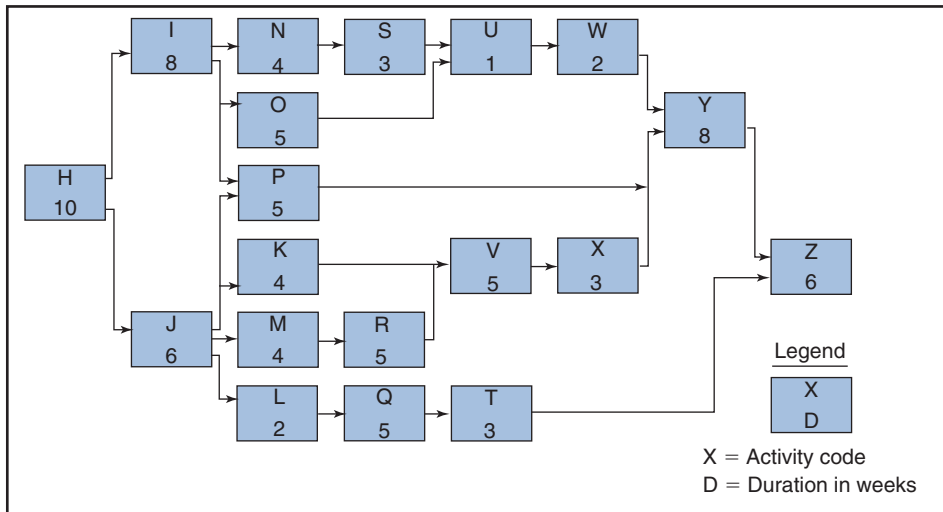 I
8
N
4
S
3
U
1
W
2
O
5
Y
8
H
10
P
5
K
4
V
5
X
3
Z
6
J
6
M
4
R
5
L
2
Q
5
T
3
Legend
X
D
X = Activity code
D = Duration in weeks